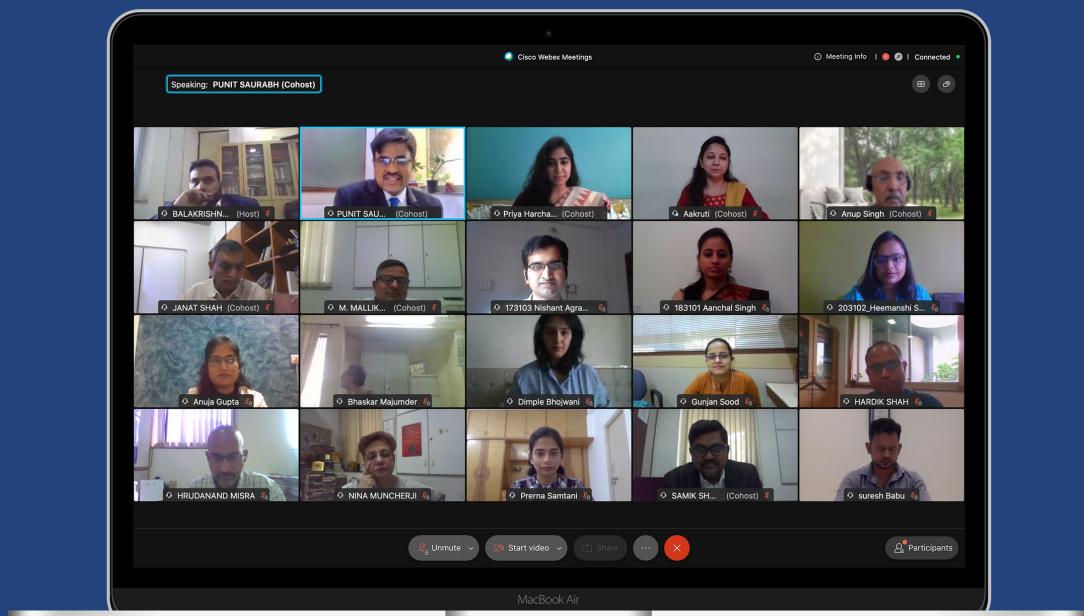 Cisco Webex Meetings
Meeting Info
Connected
Speaking: PUNIT SAURABH (Cohost)
BALAKRISHN... (Host)
PUNIT SAU... (Cohost)
Priya Harcha... (Cohost)
Aakruti (Cohost)
Anup Singh (Cohost)
JANAT SHAH (Cohost)
M. MALLIK... (Cohost)
173103 Nishant Agra...
183101 Aanchal Singh
203102_Heemanshi S...
Anuja Gupta
Bhaskar Majumder
Dimple Bhojwani
Gunjan Sood
HARDIK SHAH
HRUDANAND MISRA
NINA MUNCHERJI
Prerna Samtani
SAMIK SH... (Cohost)
suresh Babu
Unmute
Start video
Share
Participants
MacBook Air